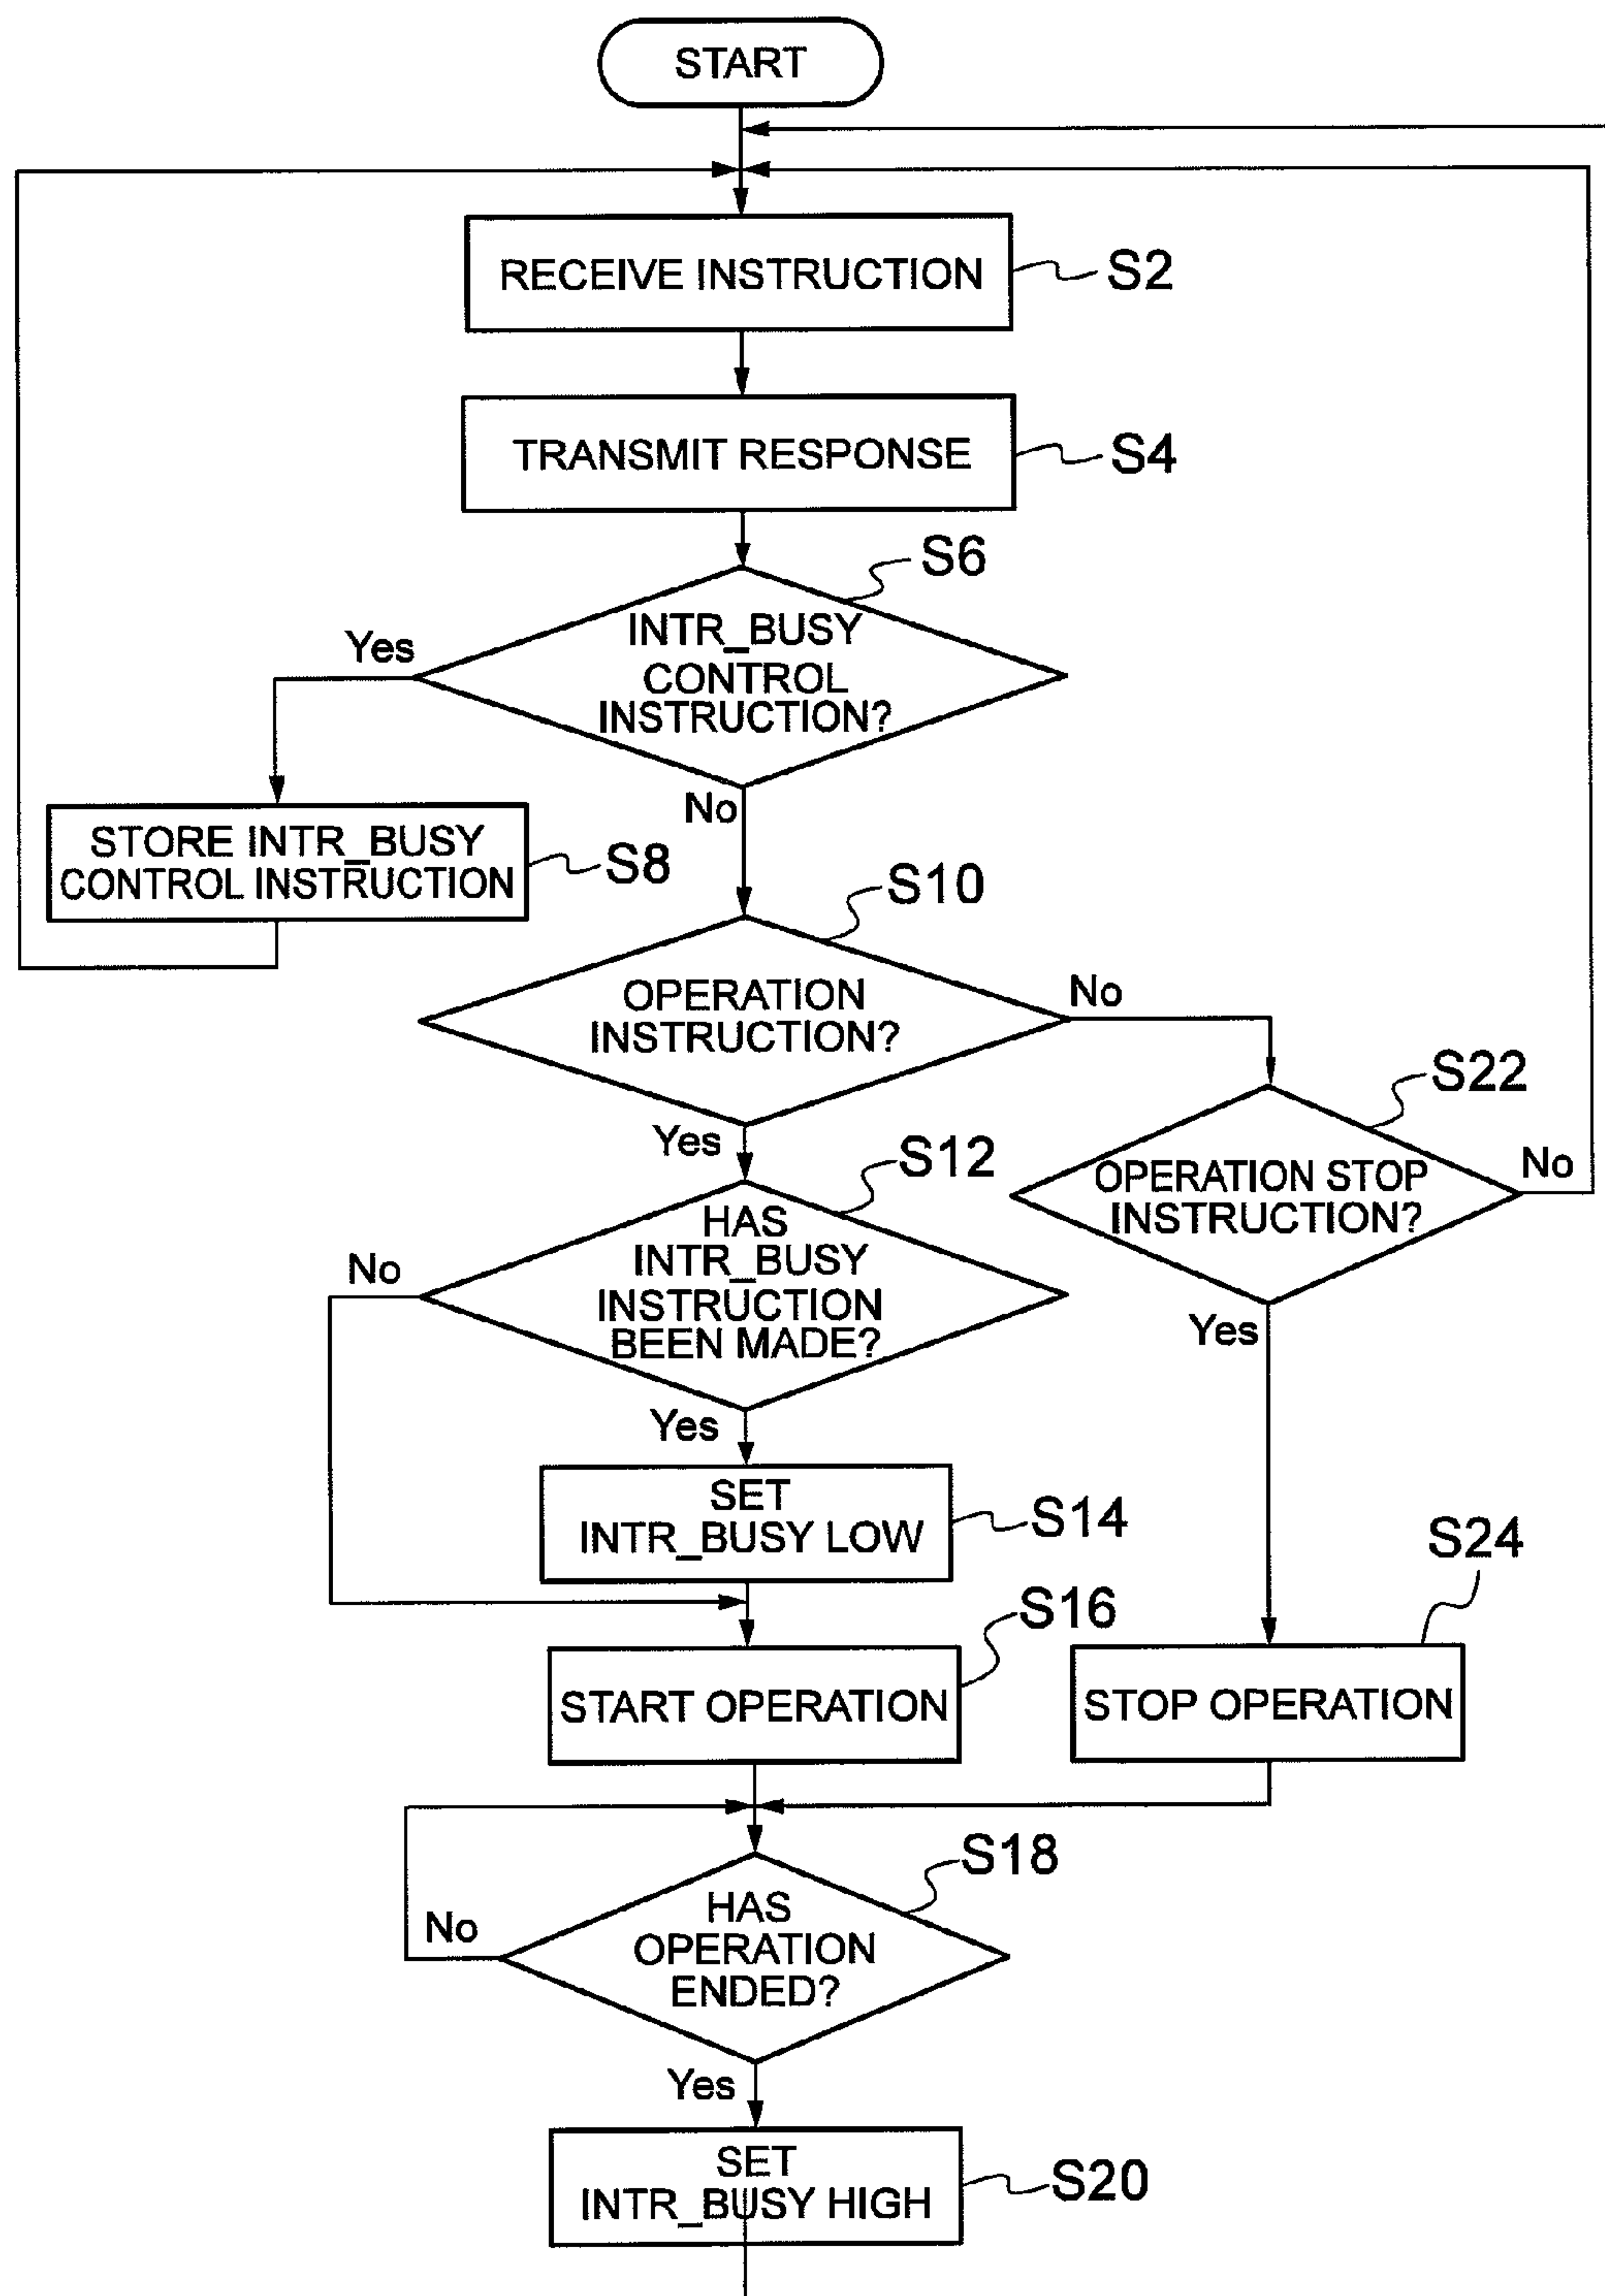 START
RECEIVE INSTRUCTION
S2
TRANSMIT RESPONSE
S4
S6
INTR_BUSY
CONTROL
INSTRUCTION?
Yes
No
STORE INTR_BUSY
CONTROL INSTRUCTION
S8
S10
OPERATION
INSTRUCTION?
No
Yes
S22
OPERATION STOP
INSTRUCTION?
No
Yes
S12
HAS
INTR_BUSY
INSTRUCTION
BEEN MADE?
No
Yes
SET
INTR_BUSY LOW
S14
S24
S16
START OPERATION
STOP OPERATION
S18
HAS
OPERATION
ENDED?
No
Yes
SET
INTR_BUSY HIGH
S20